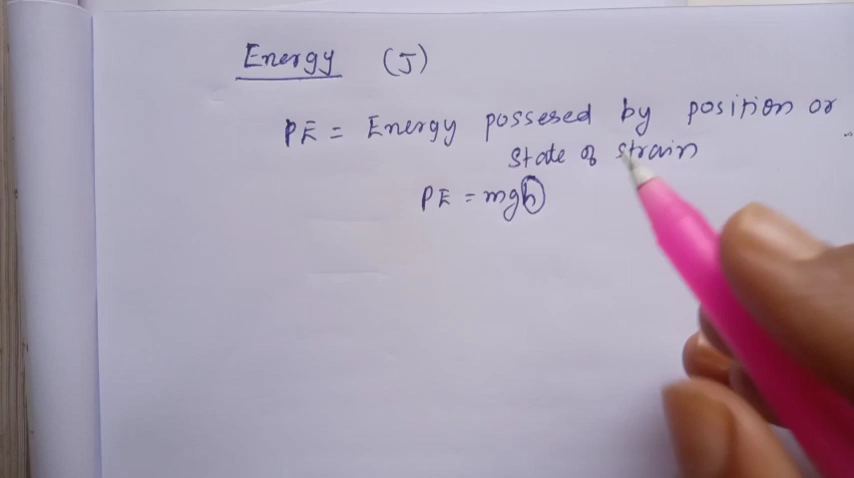 Energy (J)
PE = Energy possesed by position or
State of strain
PE = mgh